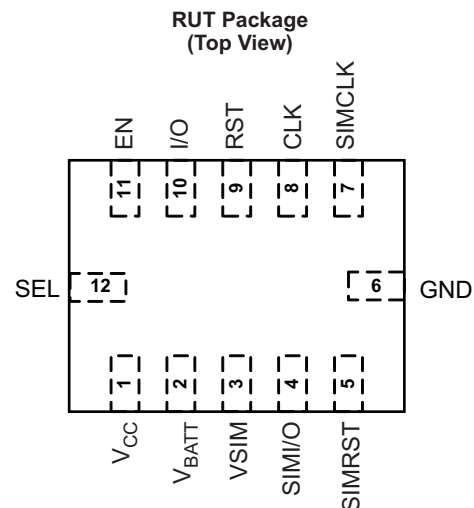 RUT Package
(Top View)
EN
I/O
RST
CLK
SIMCLK
11
10
9
8
7
SEL
12
6
GND
1
2
3
4
5
VCC
VBATT
VSIM
SIMI/O
SIMRST